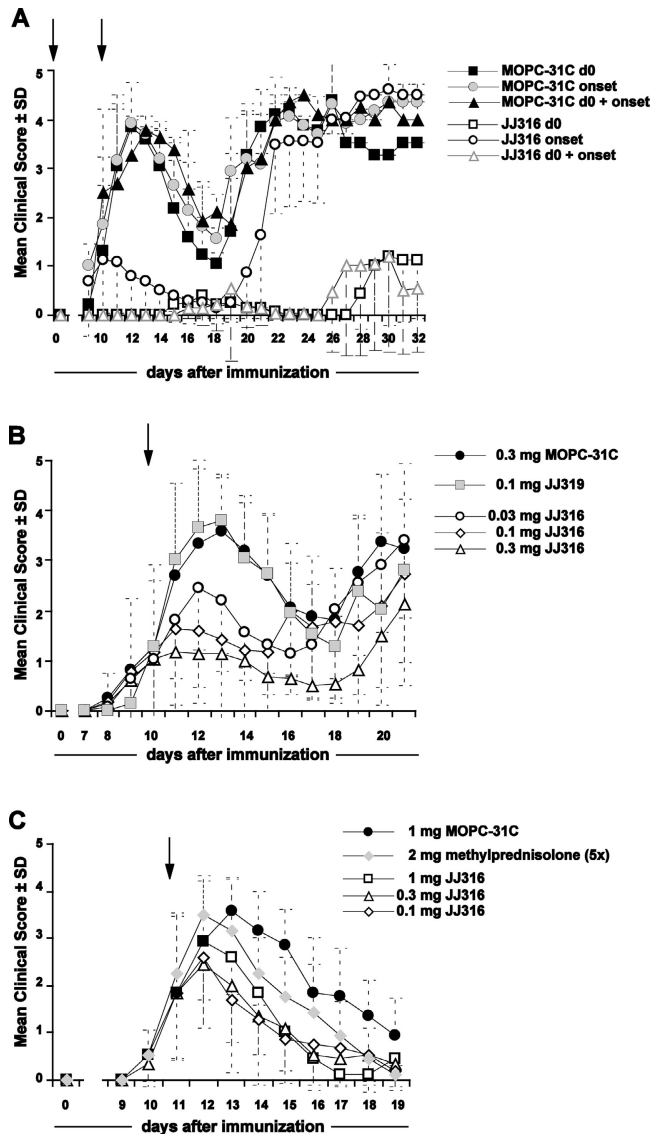 A
Mean Clinical Score ± SD
5
4
3
2
1
0
0 10 12 14 16 18 20 22 24 26 28 30 32
days after immunization
MOPC-31C d0
MOPC-31C onset
MOPC-31C d0 + onset
JJ316 d0
JJ316 onset
JJ316 d0 + onset
B
Mean Clinical Score ± SD
5
4
3
2
1
0
0 7 8 10 12 14 16 18 20
days after immunization
0.3 mg MOPC-31C
0.1 mg JJ319
0.03 mg JJ316
0.1 mg JJ316
0.3 mg JJ316
C
Mean Clinical Score ± SD
5
4
3
2
1
0
0 9 10 11 12 13 14 15 16 17 18 19
days after immunization
1 mg MOPC-31C
2 mg methylprednisolone (5x)
1 mg JJ316
0.3 mg JJ316
0.1 mg JJ316